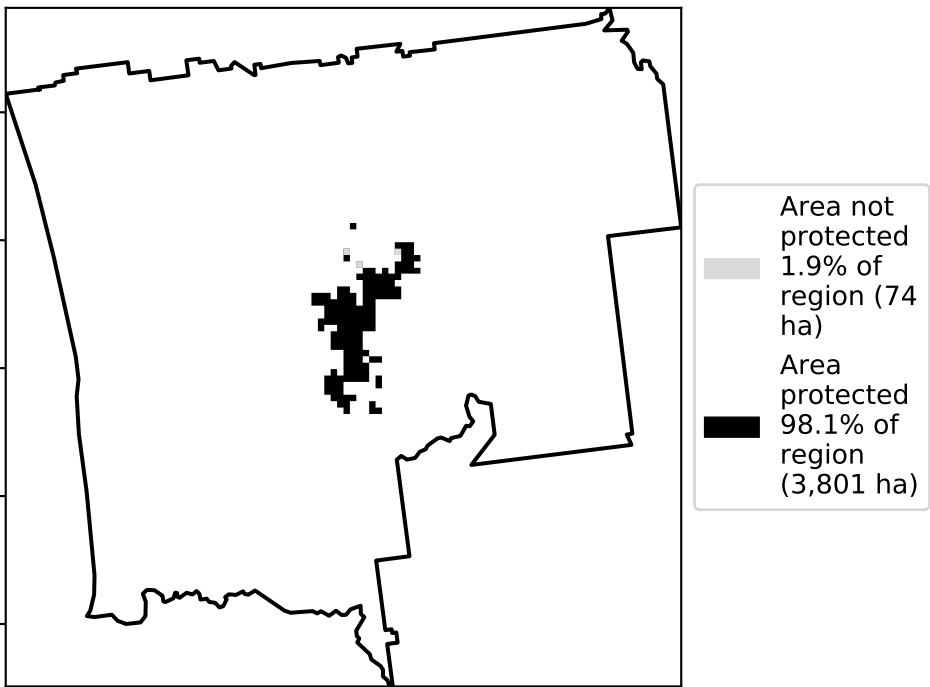 Area not
protected
1.9% of
region (74
ha)
Area
protected
98.1% of
region
(3,801 ha)